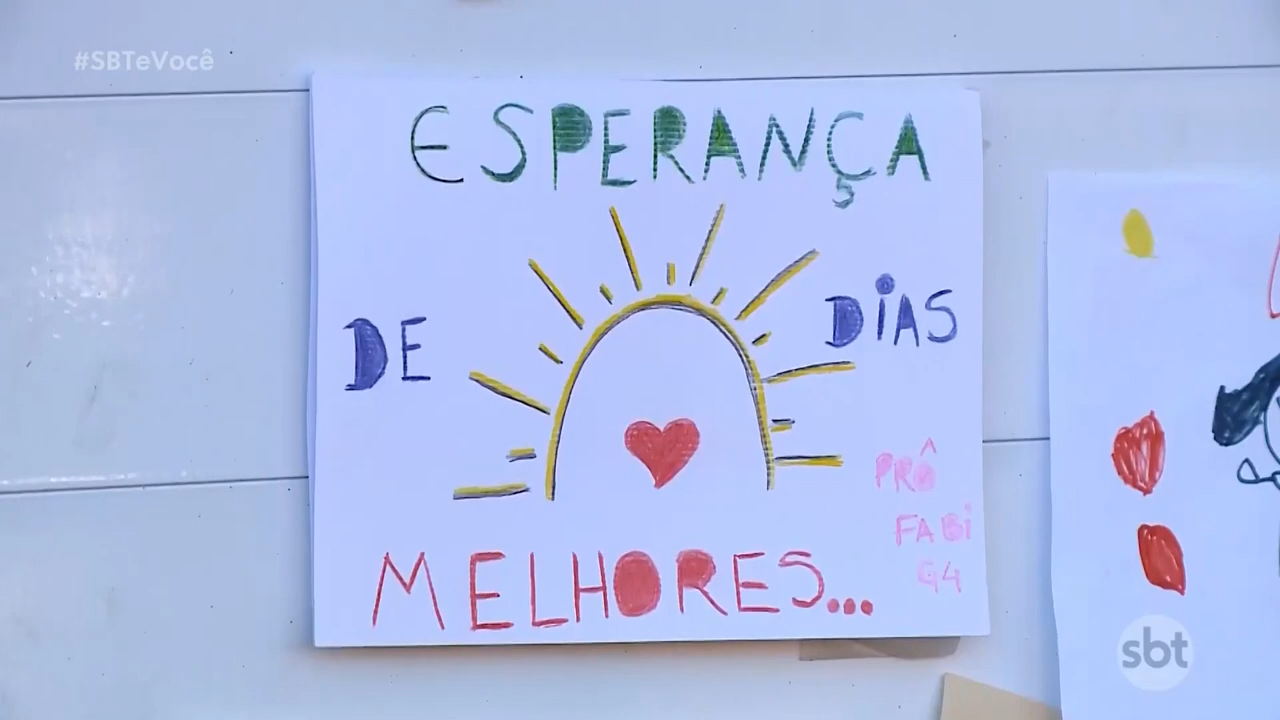 #SBTeVocê
ESPERANÇA
DE DIAS
MELHORES...
PRÔ
FABi
G4
sbt